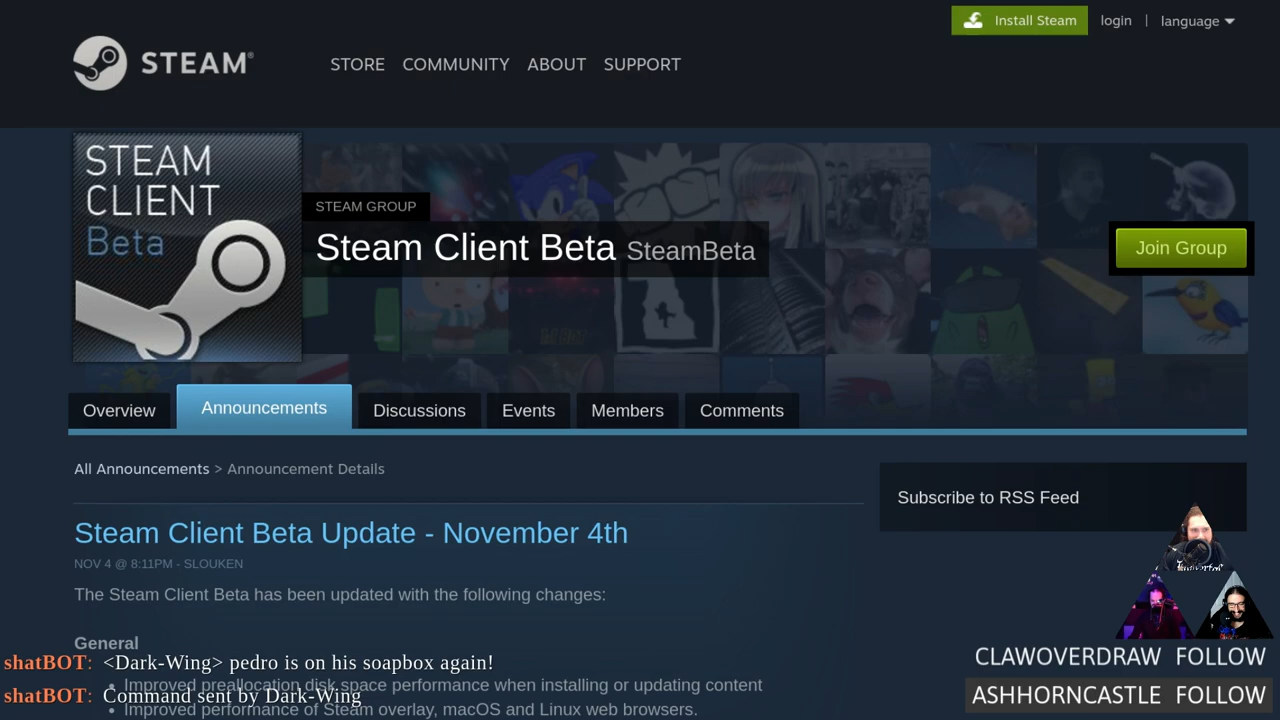 Install Steam login | language
STEAM® STORE COMMUNITY ABOUT SUPPORT
STEAM
CLIENT
Beta
STEAM GROUP
Steam Client Beta SteamBeta
Join Group
Overview Announcements Discussions Events Members Comments
All Announcements > Announcement Details
Subscribe to RSS Feed
Steam Client Beta Update - November 4th
NOV 4 @ 8:11PM - SLOUKEN
The Steam Client Beta has been updated with the following changes:
General
shatBOT: <Dark-Wing> pedro is on his soapbox again!
• Improved preallocation disk space performance when installing or updating content
shatBOT: Command sent by Dark-Wing
• Improved performance of Steam overlay, macOS and Linux web browsers.
CLAWOVERDRAW FOLLOW
ASHHORNCASTLE FOLLOW